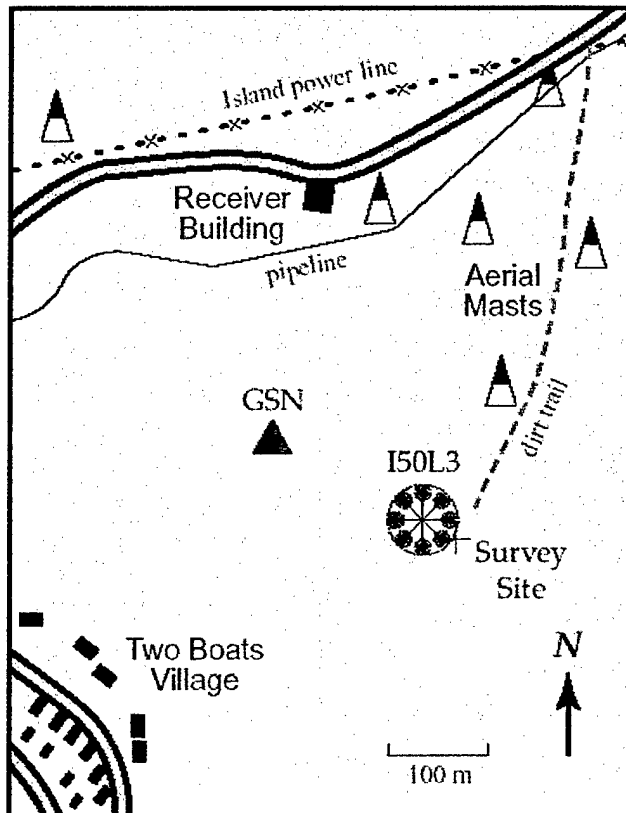 Island power line
Receiver
Building
pipeline
Aerial
Masts
GSN
dirt trail
I50L3
Survey
Site
Two Boats
Village
N
100 m